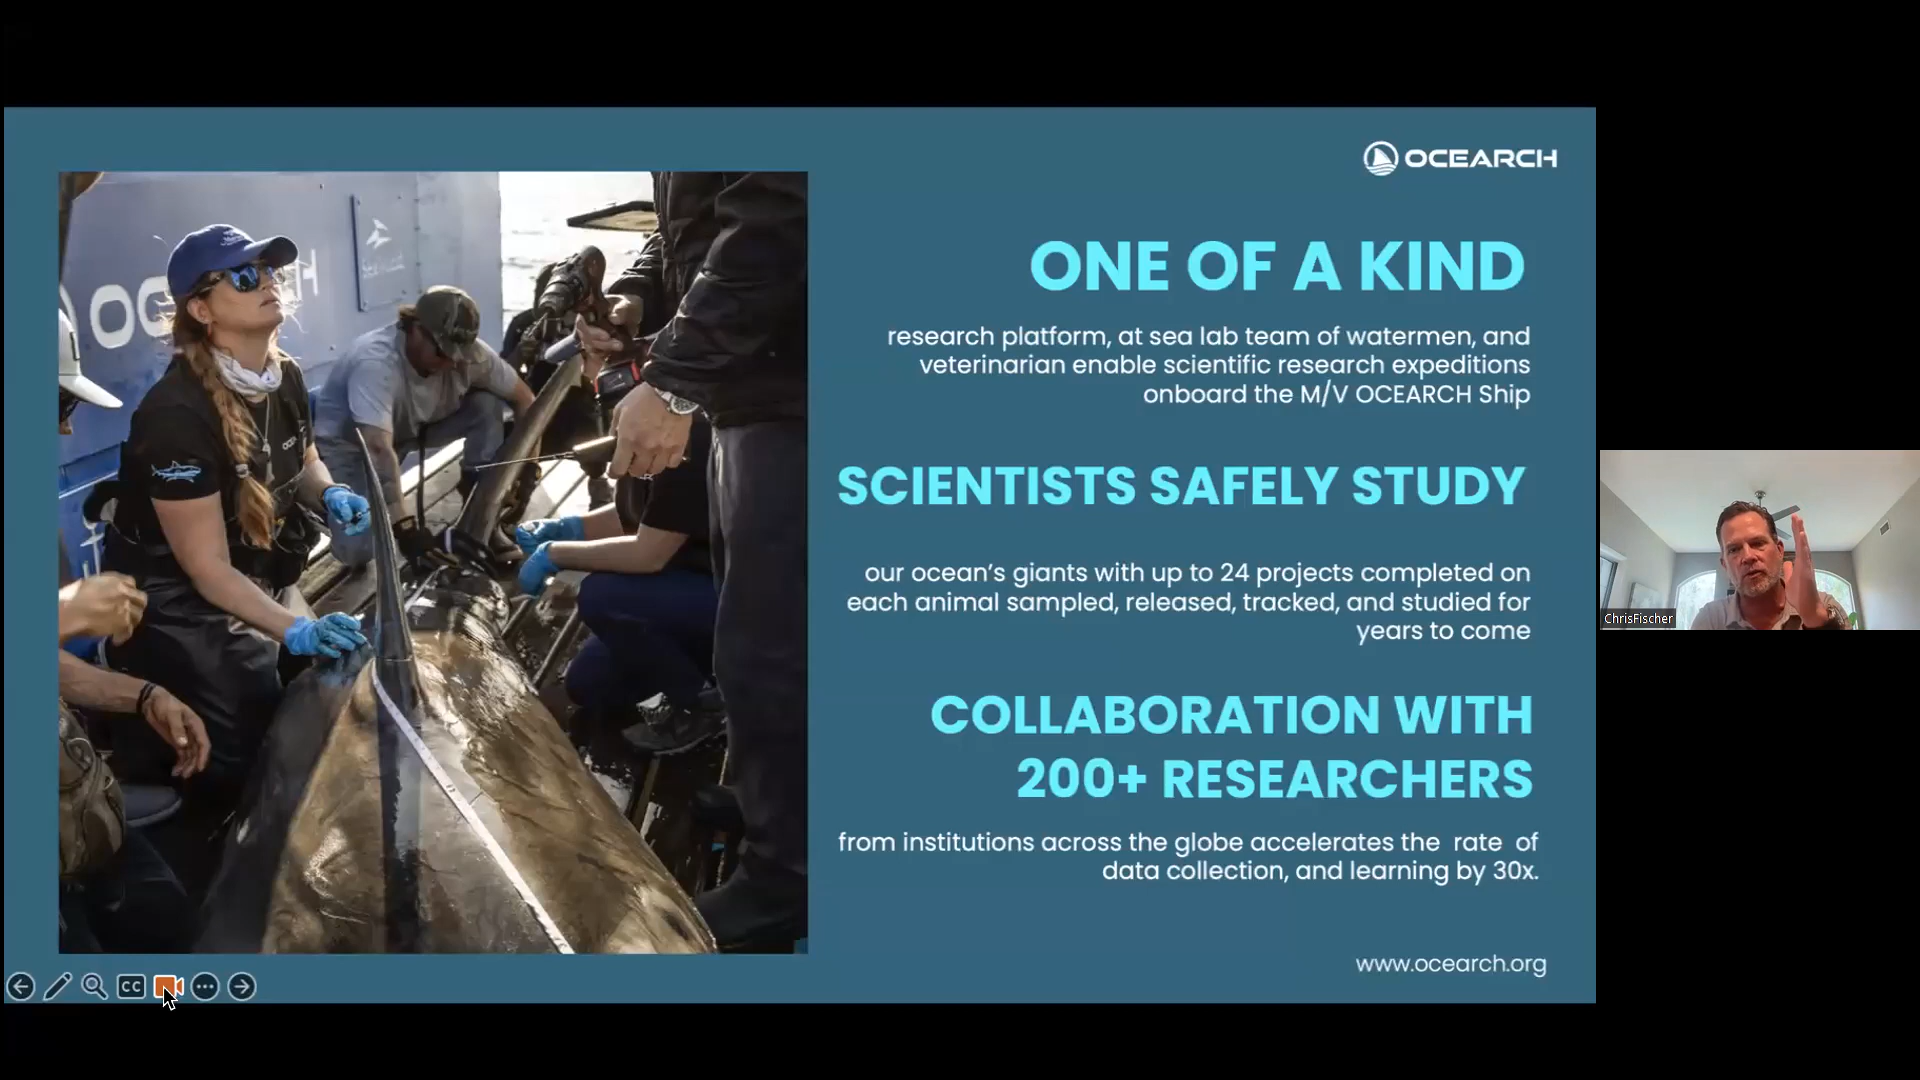 OCEARCH
ONE OF A KIND
research platform, at sea lab team of watermen, and
veterinarian enable scientific research expeditions
onboard the M/V OCEARCH Ship
SCIENTISTS SAFELY STUDY
our ocean’s giants with up to 24 projects completed on
each animal sampled, released, tracked, and studied for
years to come
COLLABORATION WITH
200+ RESEARCHERS
from institutions across the globe accelerates the rate of
data collection, and learning by 30x.
www.ocearch.org
CC
ChrisFischer